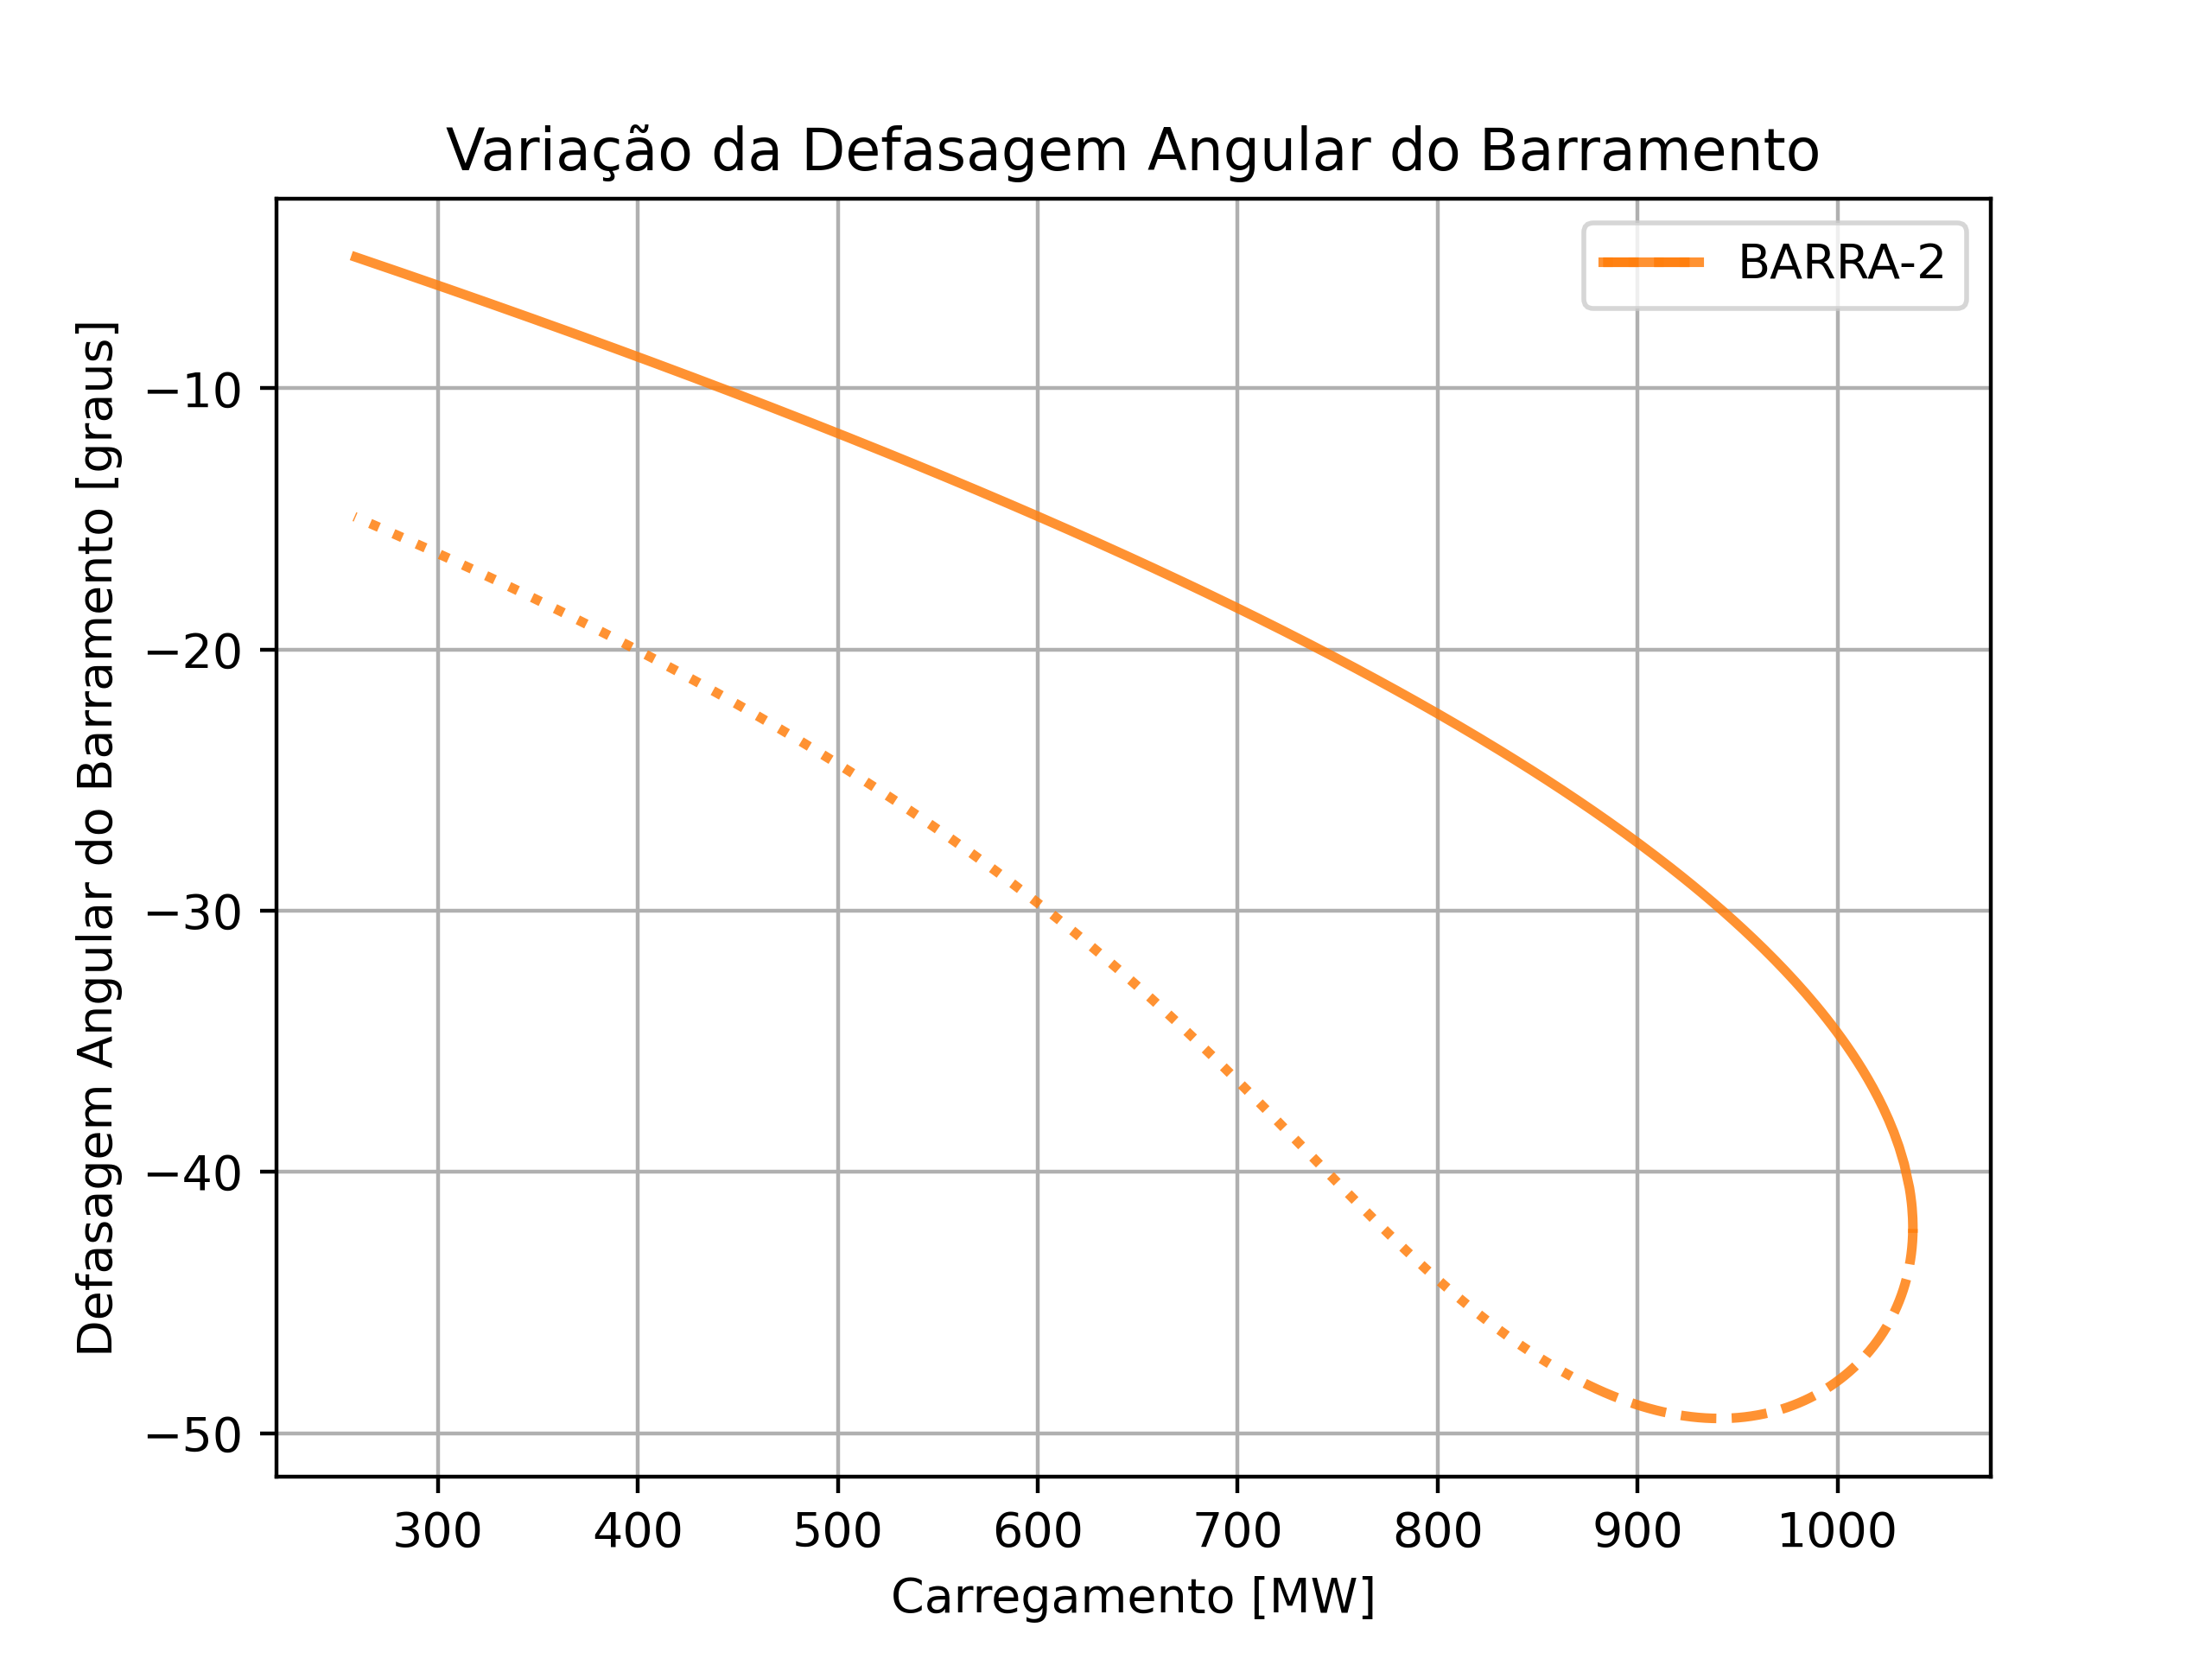 Variação da Defasagem Angular do Barramento
BARRA-2
Defasagem Angular do Barramento [graus]
−10
−20
−30
−40
−50
300 400 500 600 700 800 900 1000
Carregamento [MW]